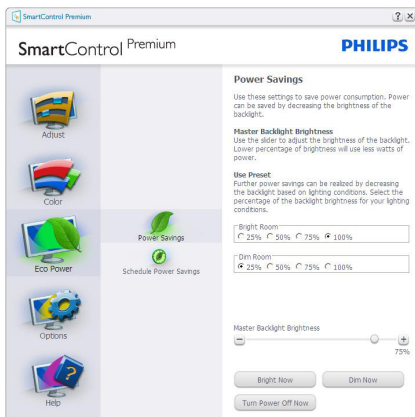 SmartControl Premium
SmartControl Premium
PHILIPS
Adjust
Color
Eco Power
Options
Help
Power Savings
Schedule Power Savings
Power Savings
Use these settings to save power consumption. Power
can be saved by decreasing the brightness of the
backlight.
Master Backlight Brightness
Use the slider to adjust the brightness of the backlight.
Lower percentage of brightness will use less watts of
power.
Use Preset
Further power savings can be realized by decreasing
the backlight based on lighting conditions. Select the
percentage of the backlight brightness for your lighting
conditions.
Bright Room
25% 50% 75% 100%
Dim Room
25% 50% 75% 100%
Master Backlight Brightness
75%
Bright Now Dim Now
Turn Power Off Now